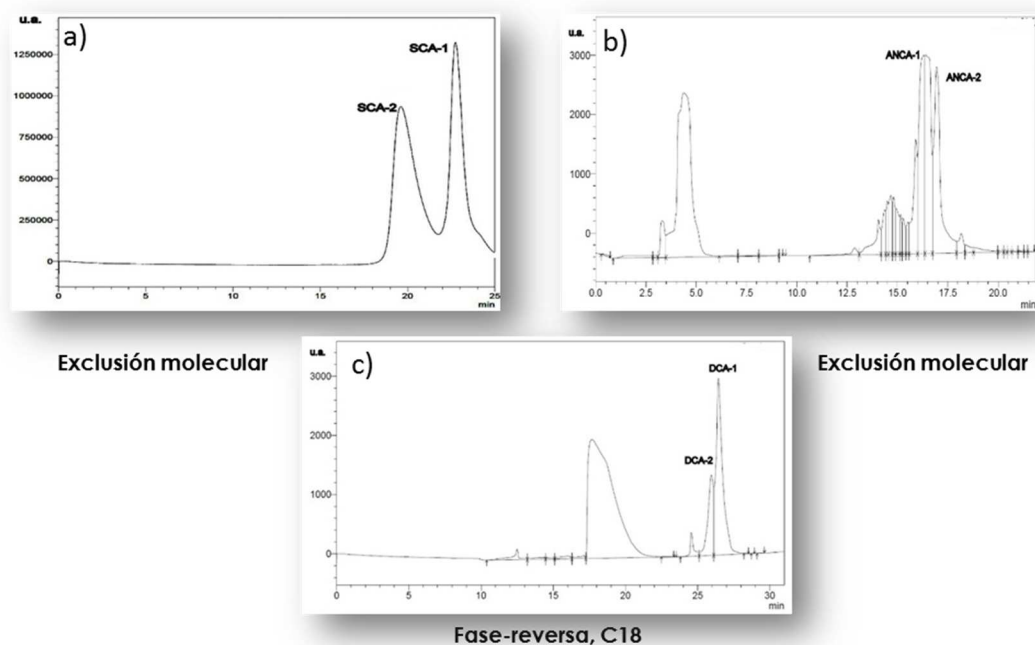 u.a.
a)
SCA-1
SCA-2
1250000
1000000
750000
500000
250000
0
0 5 10 15 20 25
min
Exclusión molecular
u.a.
b)
ANCA-1
ANCA-2
3000
2000
1000
0
0.0 2.5 5.0 7.5 10.0 12.5 15.0 17.5 20.0
min
Exclusión molecular
u.a.
c)
DCA-1
DCA-2
3000
2000
1000
0
0 5 10 15 20 25 30
min
Fase-reversa, C18